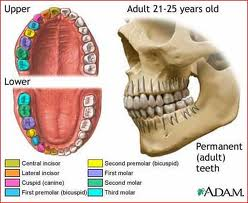 Upper
Adult 21-25 years old
Lower
Permanent
(adult)
teeth
Central incisor
Lateral incisor
Cuspid (canine)
First premolar (bicuspid)
Second premolar (bicuspid)
First molar
Second molar
Third molar
ADAM.